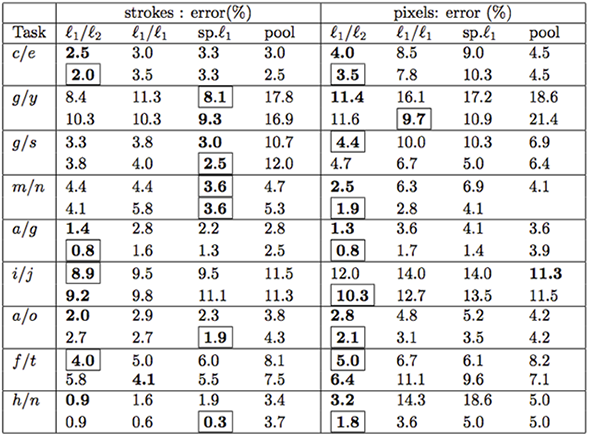 strokes : error(%) pixels: error (%)
Task ℓ₁/ℓ₂ ℓ₁/ℓ₁ sp.ℓ₁ pool ℓ₁/ℓ₂ ℓ₁/ℓ₁ sp.ℓ₁ pool
c/e 2.5 3.0 3.3 3.0 4.0 8.5 9.0 4.5
2.0 3.5 3.3 2.5 3.5 7.8 10.3 4.5
g/y 8.4 11.3 8.1 17.8 11.4 16.1 17.2 18.6
10.3 10.3 9.3 16.9 11.6 9.7 10.9 21.4
g/s 3.3 3.8 3.0 10.7 4.4 10.0 10.3 6.9
3.8 4.0 2.5 12.0 4.7 6.7 5.0 6.4
m/n 4.4 4.4 3.6 4.7 2.5 6.3 6.9 4.1
4.1 5.8 3.6 5.3 1.9 2.8 4.1
a/g 1.4 2.8 2.2 2.8 1.3 3.6 4.1 3.6
0.8 1.6 1.3 2.5 0.8 1.7 1.4 3.9
i/j 8.9 9.5 9.5 11.5 12.0 14.0 14.0 11.3
9.2 9.8 11.1 11.3 10.3 12.7 13.5 11.5
a/o 2.0 2.9 2.3 3.8 2.8 4.8 5.2 4.2
2.7 2.7 1.9 4.3 2.1 3.1 3.5 4.2
f/t 4.0 5.0 6.0 8.1 5.0 6.7 6.1 8.2
5.8 4.1 5.5 7.5 6.4 11.1 9.6 7.1
h/n 0.9 1.6 1.9 3.4 3.2 14.3 18.6 5.0
0.9 0.6 0.3 3.7 1.8 3.6 5.0 5.0